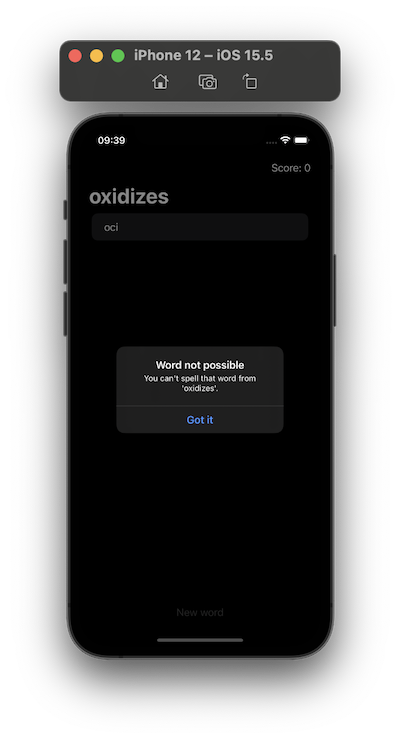 iPhone 12 – iOS 15.5
09:39
Score: 0
oxidizes
oci
Word not possible
You can't spell that word from
'oxidizes'.
Got it
New word